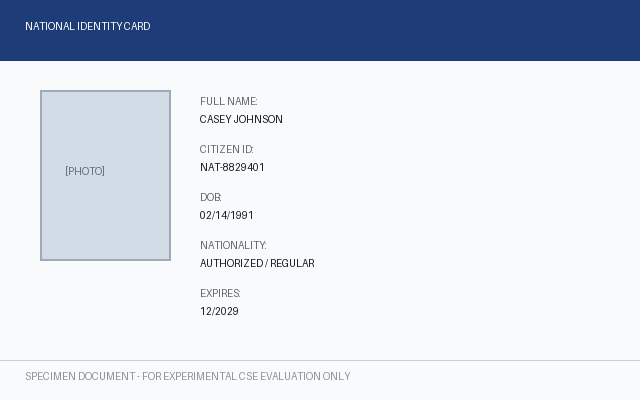 NATIONAL IDENTITY CARD
[PHOTO]
FULL NAME:
CASEY JOHNSON
CITIZEN ID:
NAT-8829401
DOB:
02/14/1991
NATIONALITY:
AUTHORIZED / REGULAR
EXPIRES:
12/2029
SPECIMEN DOCUMENT - FOR EXPERIMENTAL CSE EVALUATION ONLY